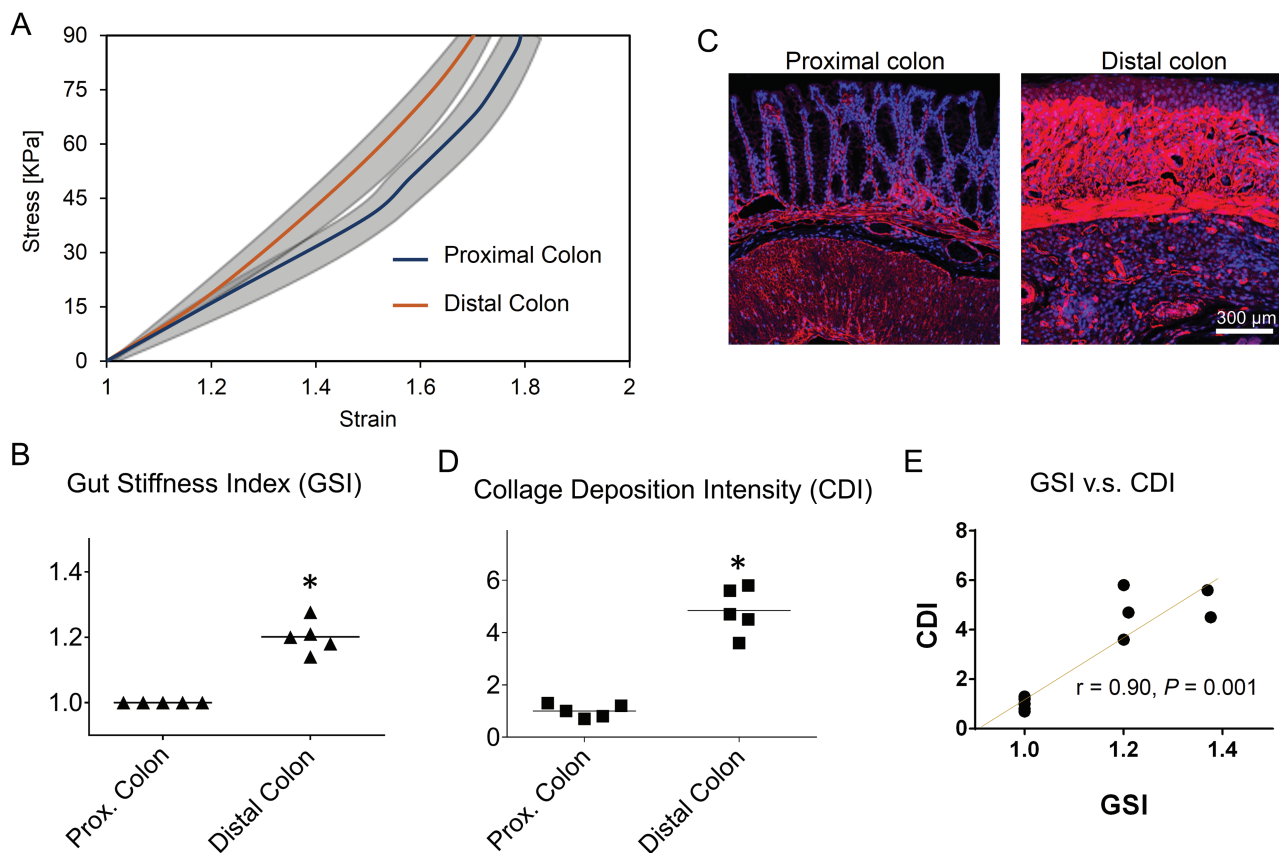 A
90
75
60
45
30
15
0
Stress [KPa]
1
1.2
1.4
1.6
1.8
2
Strain
Proximal Colon
Distal Colon
C
Proximal colon
Distal colon
300 µm
B
Gut Stiffness Index (GSI)
1.4
1.2
1.0
*
Prox. Colon
Distal Colon
D
Collage Deposition Intensity (CDI)
6
4
2
0
*
Prox. Colon
Distal Colon
E
GSI v.s. CDI
8
6
4
2
0
CDI
r = 0.90, P = 0.001
1.0
1.2
1.4
GSI